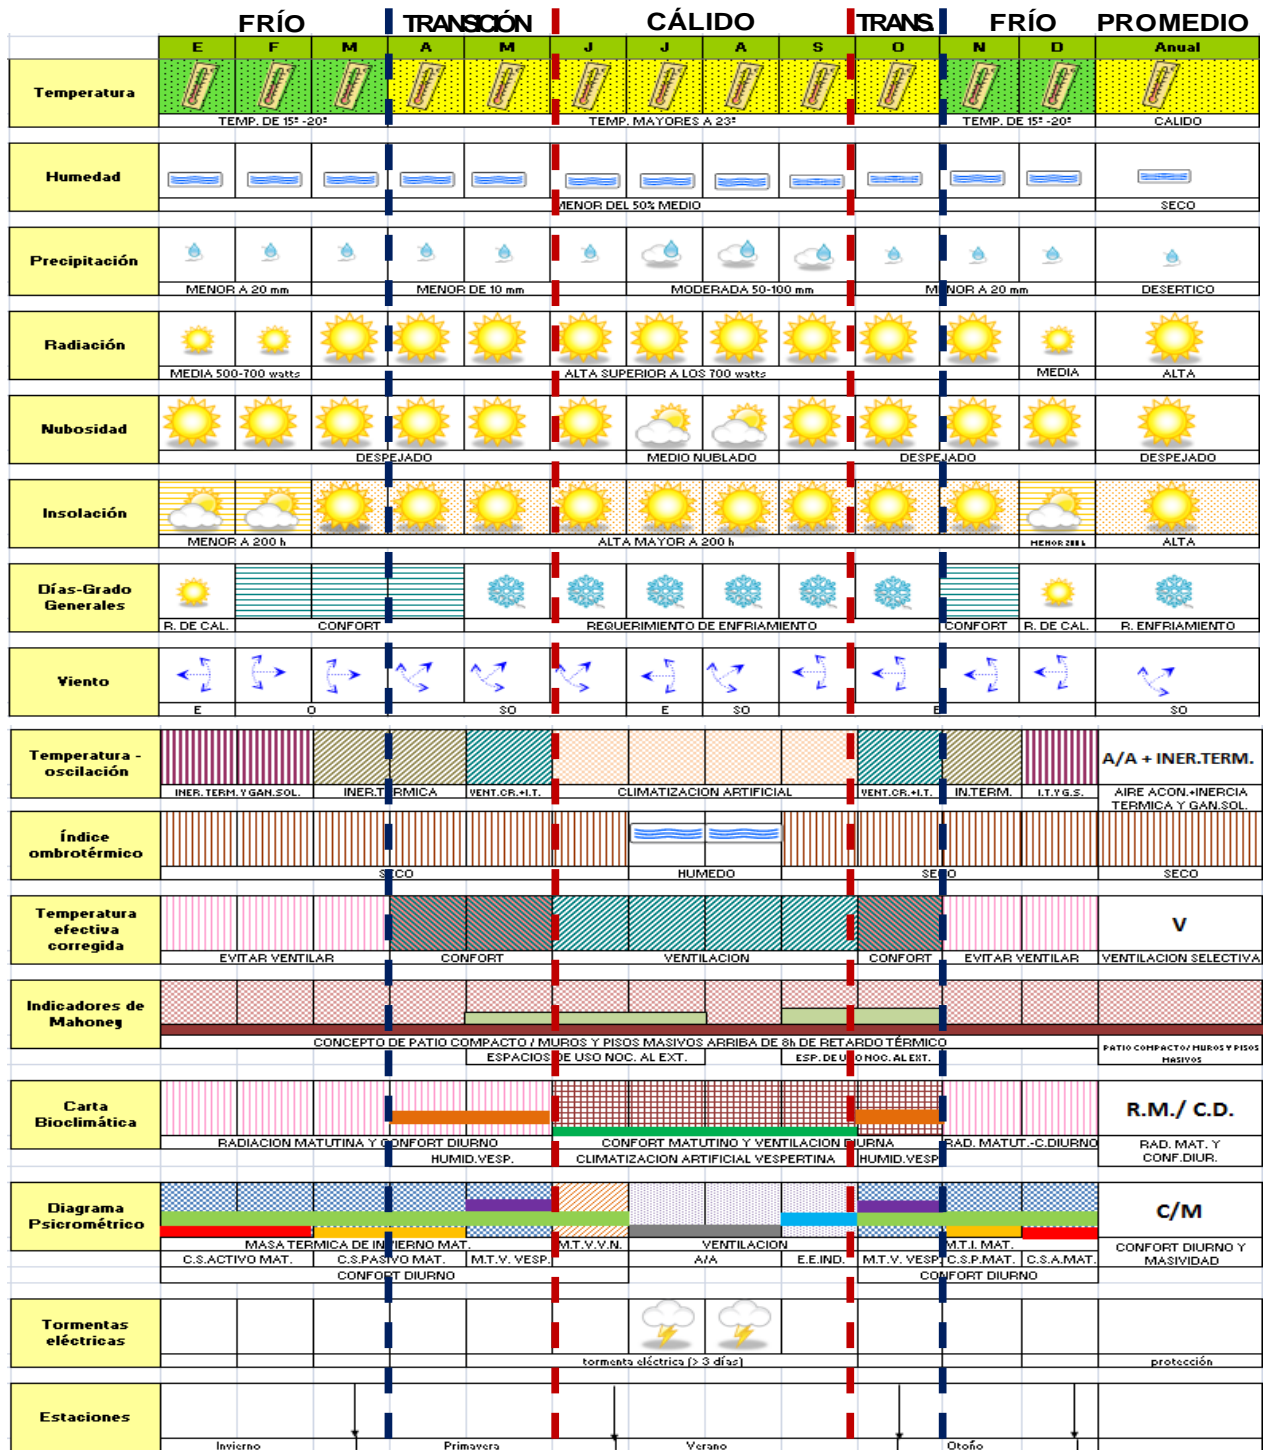 FRÍO TRANSICIÓN CÁLIDO TRANS. FRÍO PROMEDIO
E F M A M J J A S O N D Anual
Temperatura
TEMP. DE 15º -20º TEMP. MAYORES A 23º TEMP. DE 15º -20º CALIDO
Humedad
MENOR DEL 50% MEDIO SECO
Precipitación
MENOR A 20 mm MENOR DE 10 mm MODERADA 50-100 mm MENOR A 20 mm DESERTICO
Radiación
MEDIA 500-700 watts ALTA SUPERIOR A LOS 700 watts MEDIA ALTA
Nubosidad
DESPEJADO MEDIO NUBLADO DESPEJADO DESPEJADO
Insolación
MENOR A 200 h ALTA MAYOR A 200 h MENOR 200 h ALTA
Días-Grado
Generales
R. DE CAL. CONFORT REQUERIMIENTO DE ENFRIAMIENTO CONFORT R. DE CAL. R. ENFRIAMIENTO
Viento
E O SO E SO E SO
Temperatura -
oscilación
A/A + INER.TERM.
INER. TERM. Y GAN.SOL. INER.TERMICA VENT.CR.+I.T. CLIMATIZACION ARTIFICIAL VENT.CR.+I.T. IN.TERM. I.T.Y G.S. AIRE ACON.+INERCIA
TERMICA Y GAN.SOL.
Índice
ombrotérmico
SECO HUMEDO SECO SECO
Temperatura
efectiva
corregida
V
EVITAR VENTILAR CONFORT VENTILACION CONFORT EVITAR VENTILAR VENTILACION SELECTIVA
Indicadores de
Mahoney
CONCEPTO DE PATIO COMPACTO / MUROS Y PISOS MASIVOS ARRIBA DE 8h DE RETARDO TÉRMICO PATIO COMPACTO/ MUROS Y PISOS
MASIVOS
ESPACIOS DE USO NOC. AL EXT. ESP. DE USO NOC. AL EXT.
Carta
Bioclimática
R.M./ C.D.
RADIACION MATUTINA Y CONFORT DIURNO CONFORT MATUTINO Y VENTILACION DIURNA RAD. MATUT.-C.DIURNO RAD. MAT. Y
CONF.DIUR.
HUMID.VESP. CLIMATIZACION ARTIFICIAL VESPERTINA HUMID.VESP
Diagrama
Psicrométrico
C/M
MASA TERMICA DE INVIERNO MAT. M.T.V.V.N. VENTILACION M.T.I. MAT. CONFORT DIURNO Y
MASIVIDAD
C.S.ACTIVO MAT. C.S.PASIVO MAT. M.T.V. VESP. A/A E.E.IND. M.T.V. VESP. C.S.P.MAT. C.S.A.MAT.
CONFORT DIURNO CONFORT DIURNO
Tormentas
eléctricas
tormenta eléctrica (> 3 días) protección
Estaciones
Invierno Primavera Verano Otoño